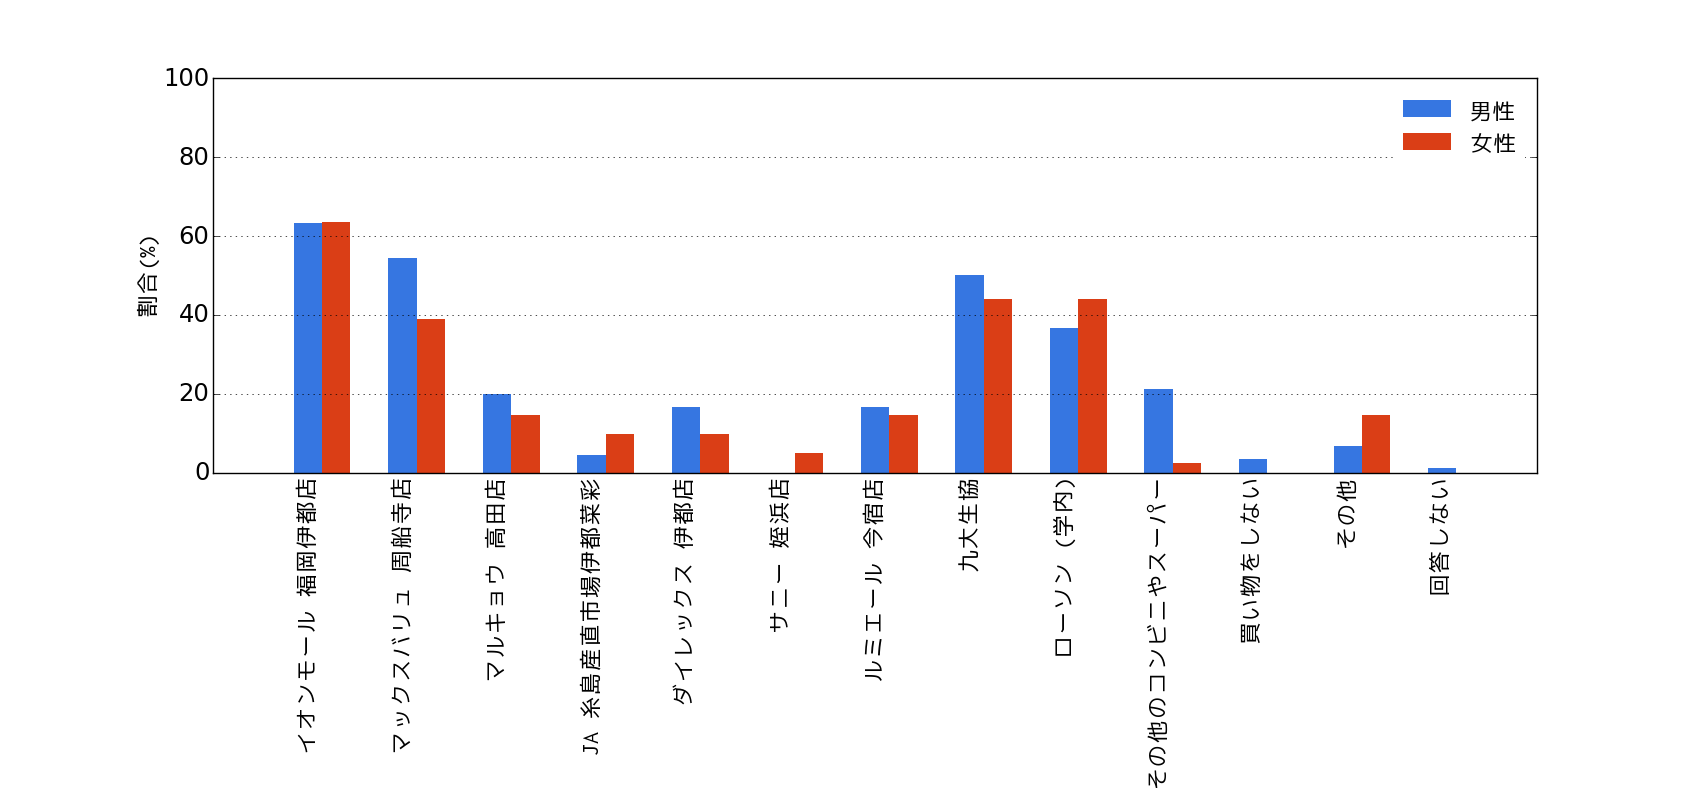 100
80
60
40
20
0
割合(%)
男性
女性
イオンモール 福岡伊都店
マックスバリュ 周船寺店
マルキョウ 高田店
JA 糸島産直市場伊都菜彩
ダイレックス 伊都店
サニー 姪浜店
ルミエール 今宿店
九大生協
ローソン (学内)
その他のコンビニやスーパー
買い物をしない
その他
回答しない